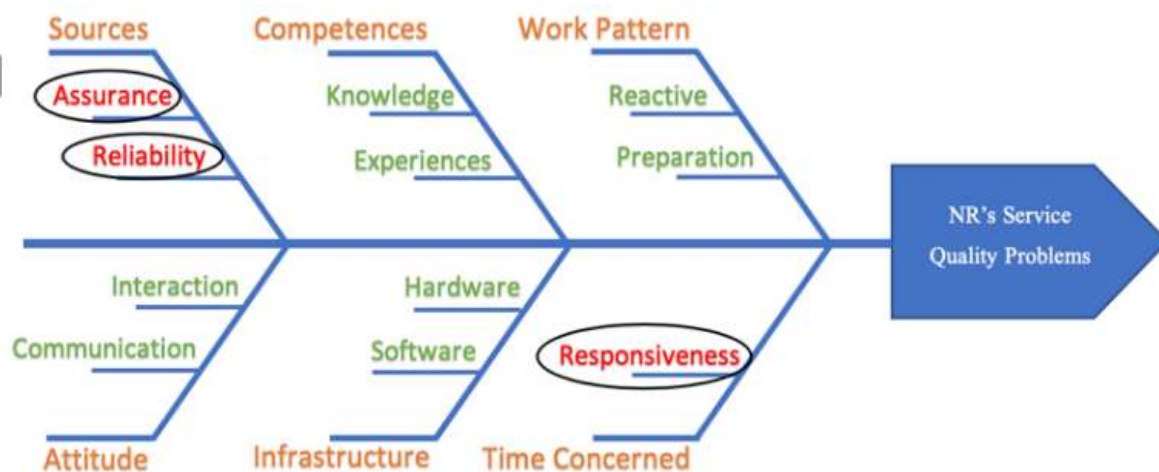 Sources
Competences
Work Pattern
Assurance
Knowledge
Reactive
Reliability
Experiences
Preparation
NR's Service
Quality Problems
Interaction
Hardware
Communication
Software
Responsiveness
Attitude
Infrastructure
Time Concerned